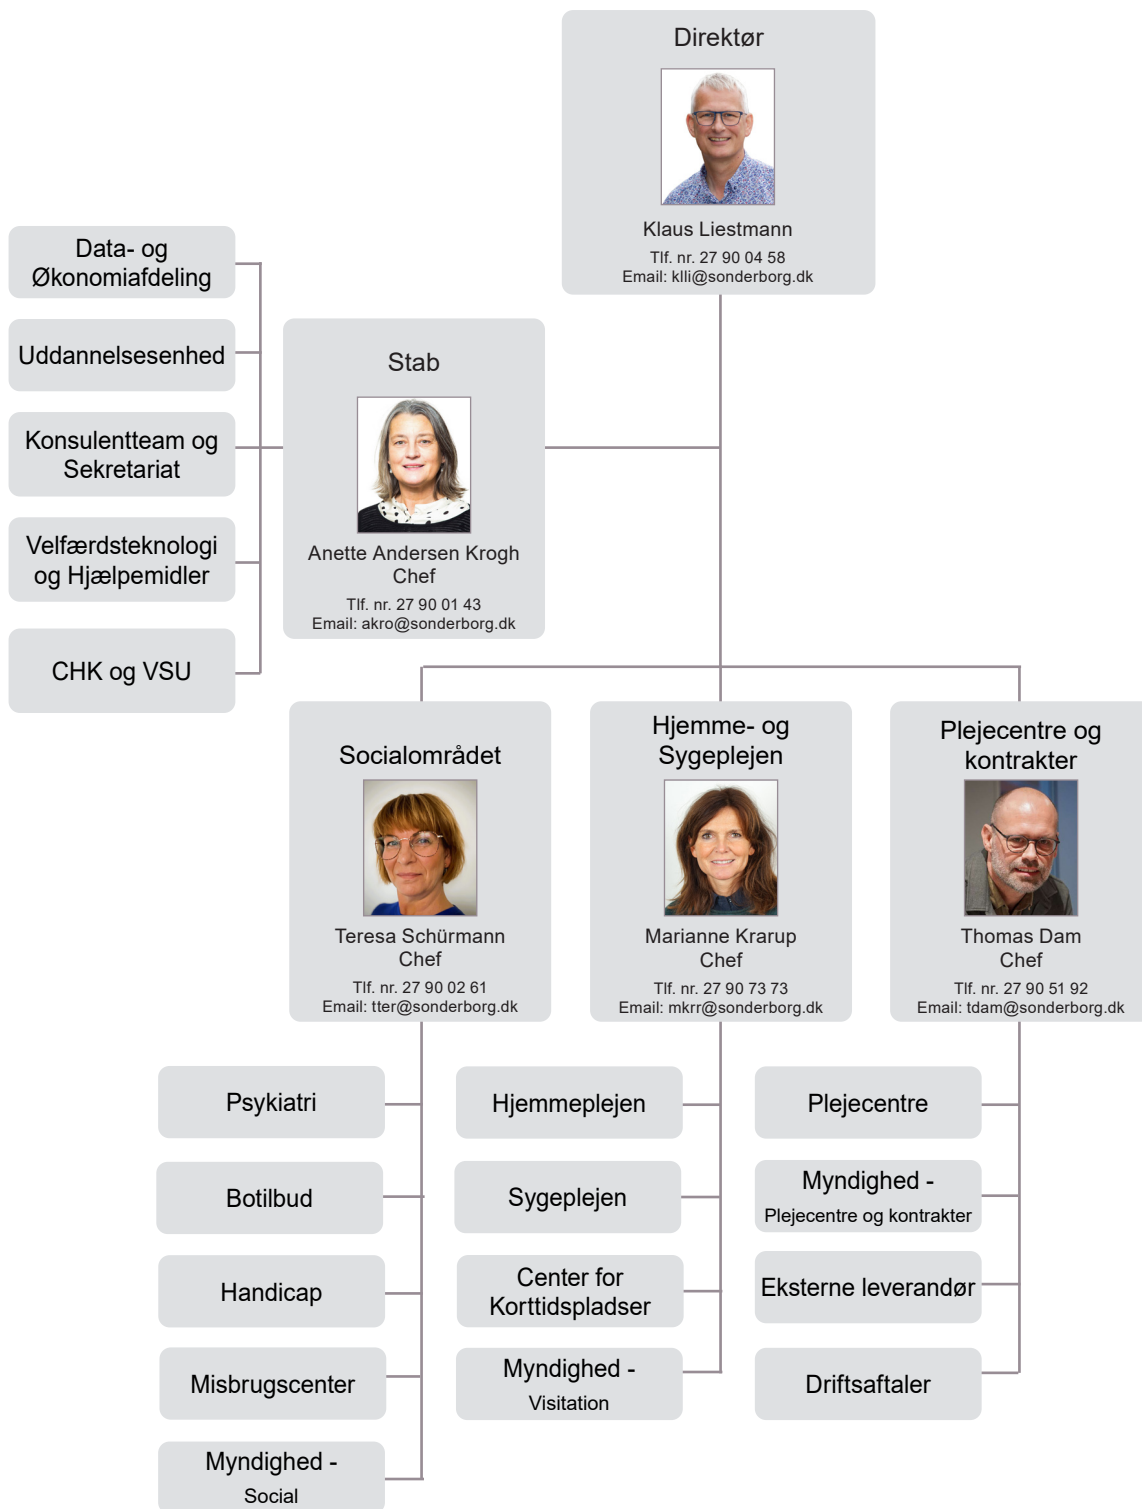 Direktør
Klaus Liestmann
Tlf. nr. 27 90 04 58
Email: klli@sonderborg.dk
Data- og
Økonomiafdeling
Uddannelsesenhed
Konsulentteam og
Sekretariat
Velfærdsteknologi
og Hjælpemidler
CHK og VSU
Stab
Anette Andersen Krogh
Chef
Tlf. nr. 27 90 01 43
Email: akro@sonderborg.dk
Socialområdet
Teresa Schürmann
Chef
Tlf. nr. 27 90 02 61
Email: tter@sonderborg.dk
Hjemme- og
Sygeplejen
Marianne Krarup
Chef
Tlf. nr. 27 90 73 73
Email: mkrr@sonderborg.dk
Plejecentre og
kontrakter
Thomas Dam
Chef
Tlf. nr. 27 90 51 92
Email: tdam@sonderborg.dk
Psykiatri
Botilbud
Handicap
Misbrugscenter
Myndighed -
Social
Hjemmeplejen
Sygeplejen
Center for
Korttidspladser
Myndighed -
Visitation
Plejecentre
Myndighed -
Plejecentre og kontrakter
Eksterne leverandør
Driftsaftaler